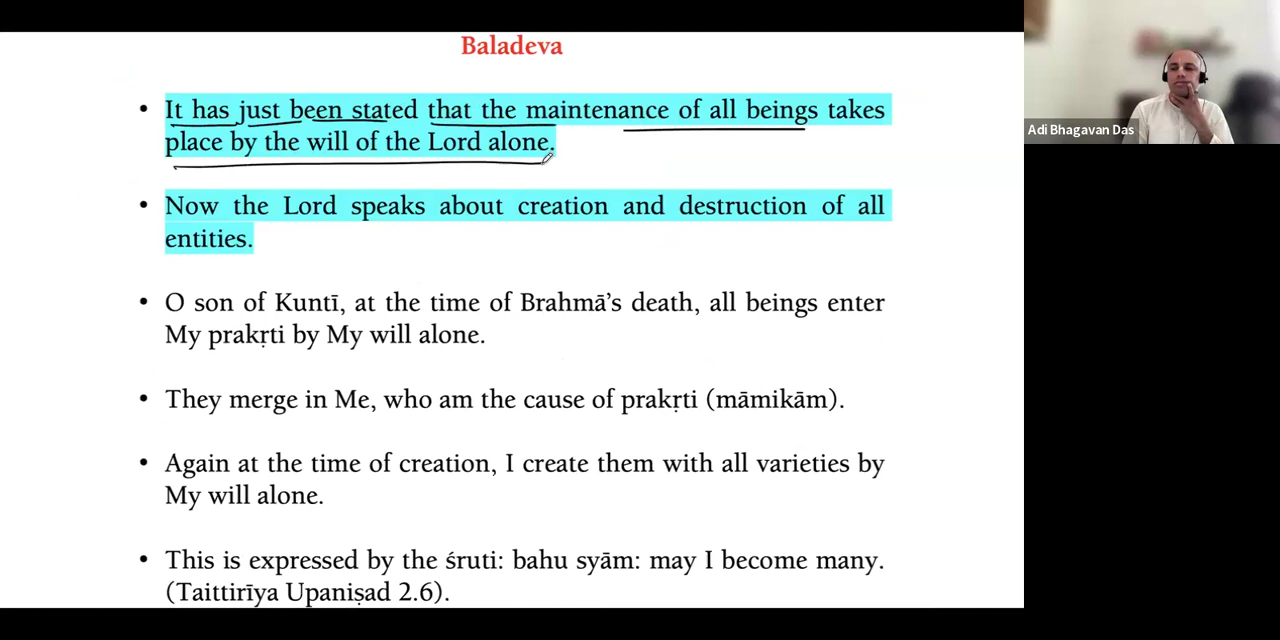 Baladeva
• It has just been stated that the maintenance of all beings takes
place by the will of the Lord alone.
• Now the Lord speaks about creation and destruction of all
entities.
• O son of Kuntī, at the time of Brahmā’s death, all beings enter
My prakṛti by My will alone.
• They merge in Me, who am the cause of prakṛti (māmikām).
• Again at the time of creation, I create them with all varieties by
My will alone.
• This is expressed by the śruti: bahu syām: may I become many.
(Taittirīya Upaniṣad 2.6).
Adi Bhagavan Das